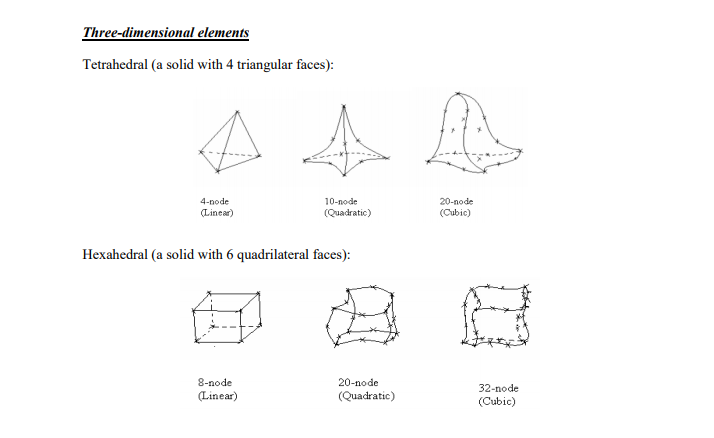 Three-dimensional elements
Tetrahedral (a solid with 4 triangular faces):
4-node
(Linear)
10-node
(Quadratic)
20-node
(Cubic)
Hexahedral (a solid with 6 quadrilateral faces):
8-node
(Linear)
20-node
(Quadratic)
32-node
(Cubic)